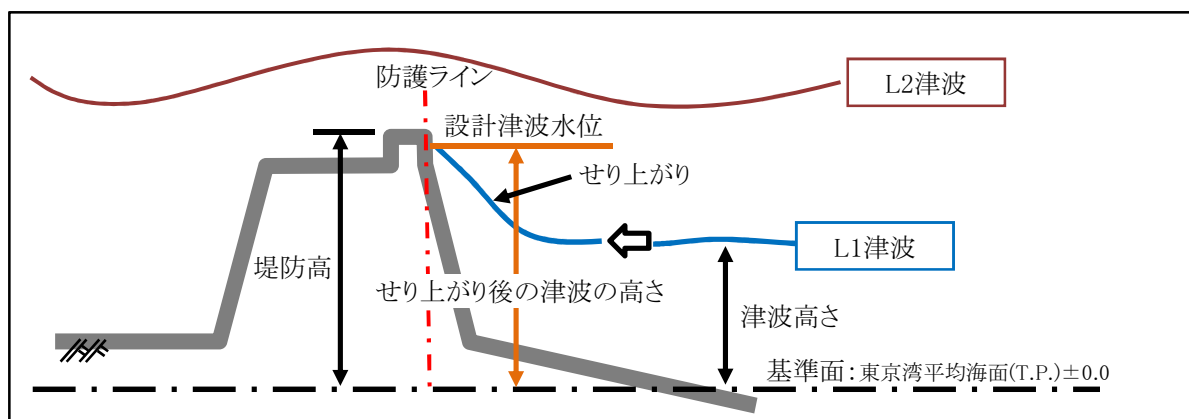 L2津波
防護ライン
設計津波水位
せり上がり
L1津波
堤防高
せり上がり後の津波の高さ
津波高さ
基準面：東京湾平均海面(T.P.)±0.0